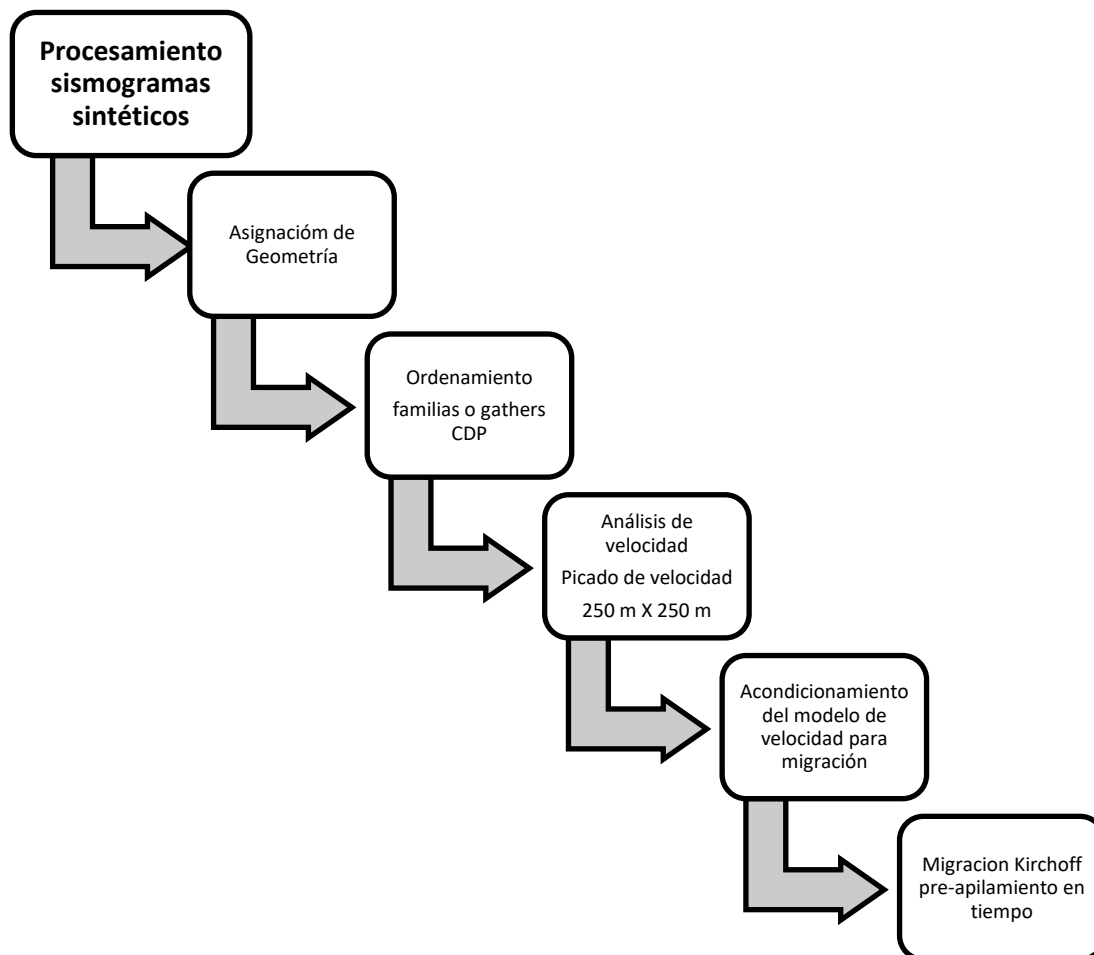 Procesamiento
sismogramas
sintéticos
Asignacióm de
Geometría
Ordenamiento
familias o gathers
CDP
Análisis de
velocidad
Picado de velocidad
250 m X 250 m
Acondicionamiento
del modelo de
velocidad para
migración
Migracion Kirchoff
pre-apilamiento en
tiempo